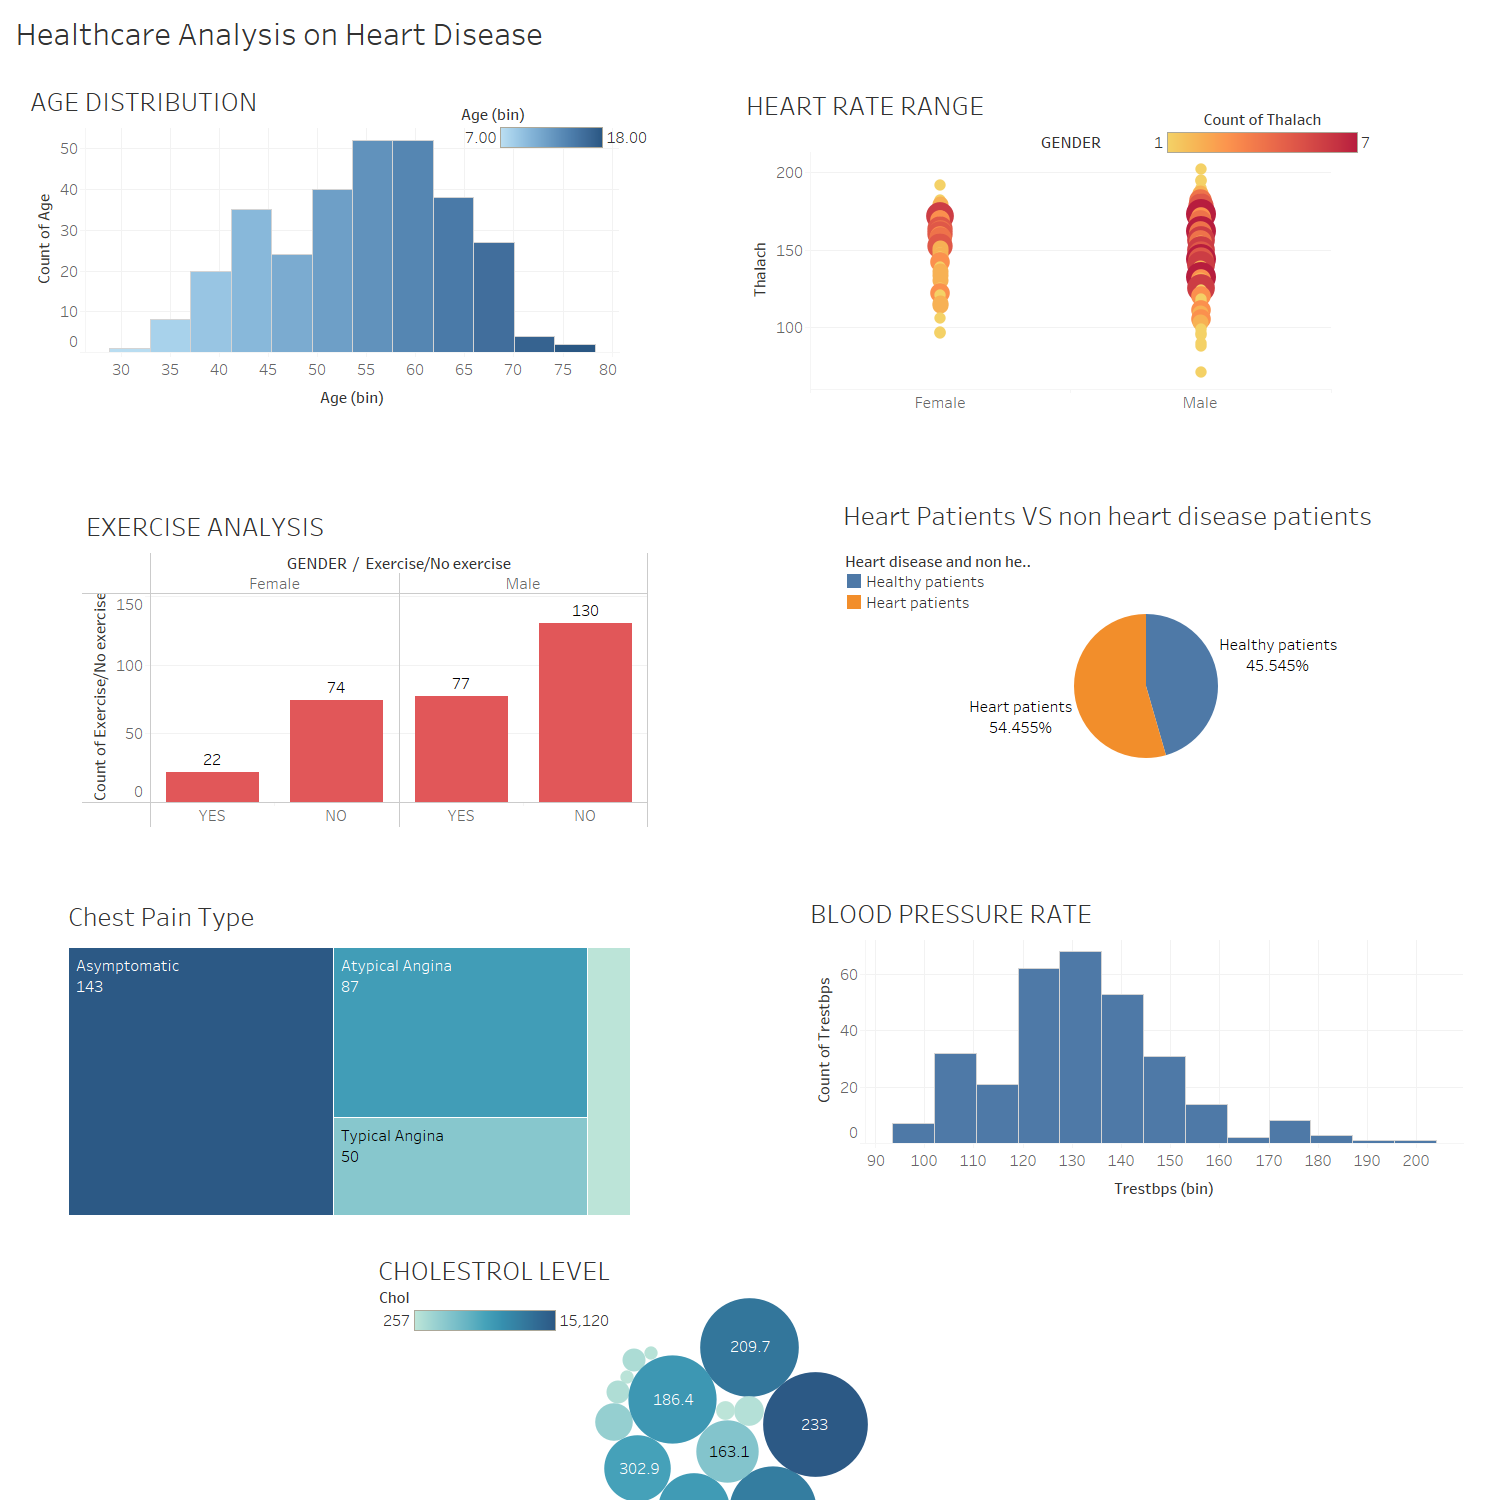 Healthcare Analysis on Heart Disease
AGE DISTRIBUTION
Age (bin)
7.00 18.00
Count of Age
50
40
30
20
10
0
30 35 40 45 50 55 60 65 70 75 80
Age (bin)
HEART RATE RANGE
Count of Thalach
GENDER 1 7
Thalach
200
150
100
Female Male
EXERCISE ANALYSIS
GENDER / Exercise/No exercise
Female Male
Count of Exercise/No exercise
150
100
50
0
22 74 77 130
YES NO YES NO
Heart Patients VS non heart disease patients
Heart disease and non he..
Healthy patients
Heart patients
Healthy patients
45.545%
Heart patients
54.455%
Chest Pain Type
Asymptomatic
143
Atypical Angina
87
Typical Angina
50
BLOOD PRESSURE RATE
Count of Trestbps
60
40
20
0
90 100 110 120 130 140 150 160 170 180 190 200
Trestbps (bin)
CHOLESTROL LEVEL
Chol
257 15,120
209.7
186.4
233
163.1
302.9